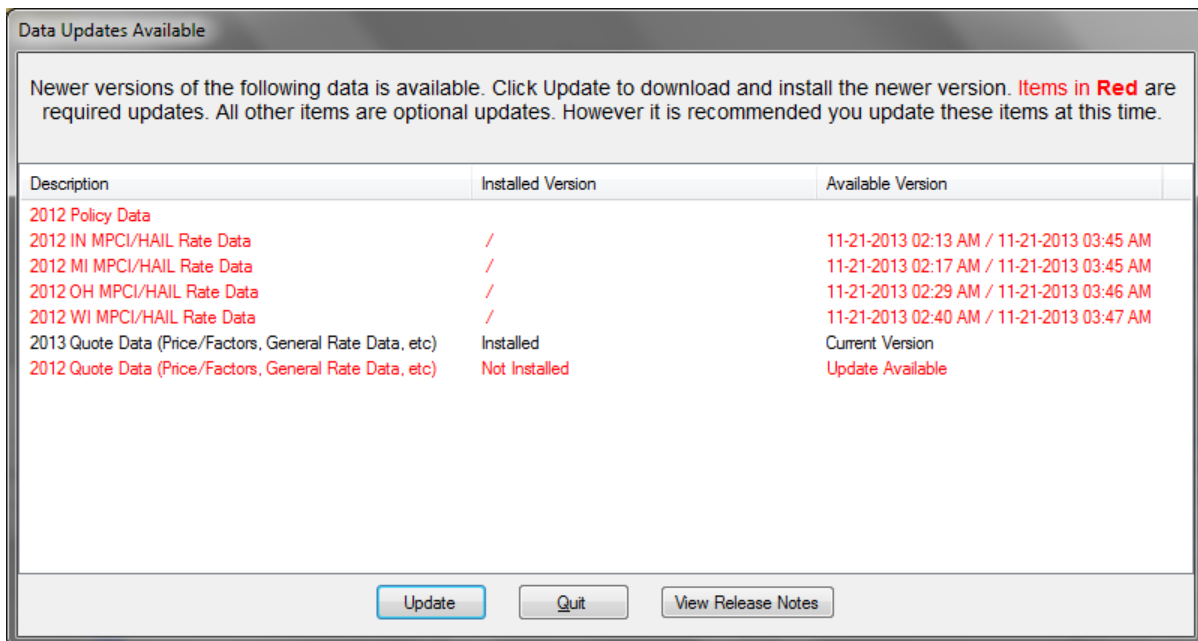 Data Updates Available
Newer versions of the following data is available. Click Update to download and install the newer version. Items in Red are
required updates. All other items are optional updates. However it is recommended you update these items at this time.
Description Installed Version Available Version
2012 Policy Data
2012 IN MPCI/HAIL Rate Data / 11-21-2013 02:13 AM / 11-21-2013 03:45 AM
2012 MI MPCI/HAIL Rate Data / 11-21-2013 02:17 AM / 11-21-2013 03:45 AM
2012 OH MPCI/HAIL Rate Data / 11-21-2013 02:29 AM / 11-21-2013 03:46 AM
2012 WI MPCI/HAIL Rate Data / 11-21-2013 02:40 AM / 11-21-2013 03:47 AM
2013 Quote Data (Price/Factors, General Rate Data, etc) Installed Current Version
2012 Quote Data (Price/Factors, General Rate Data, etc) Not Installed Update Available
Update Quit View Release Notes